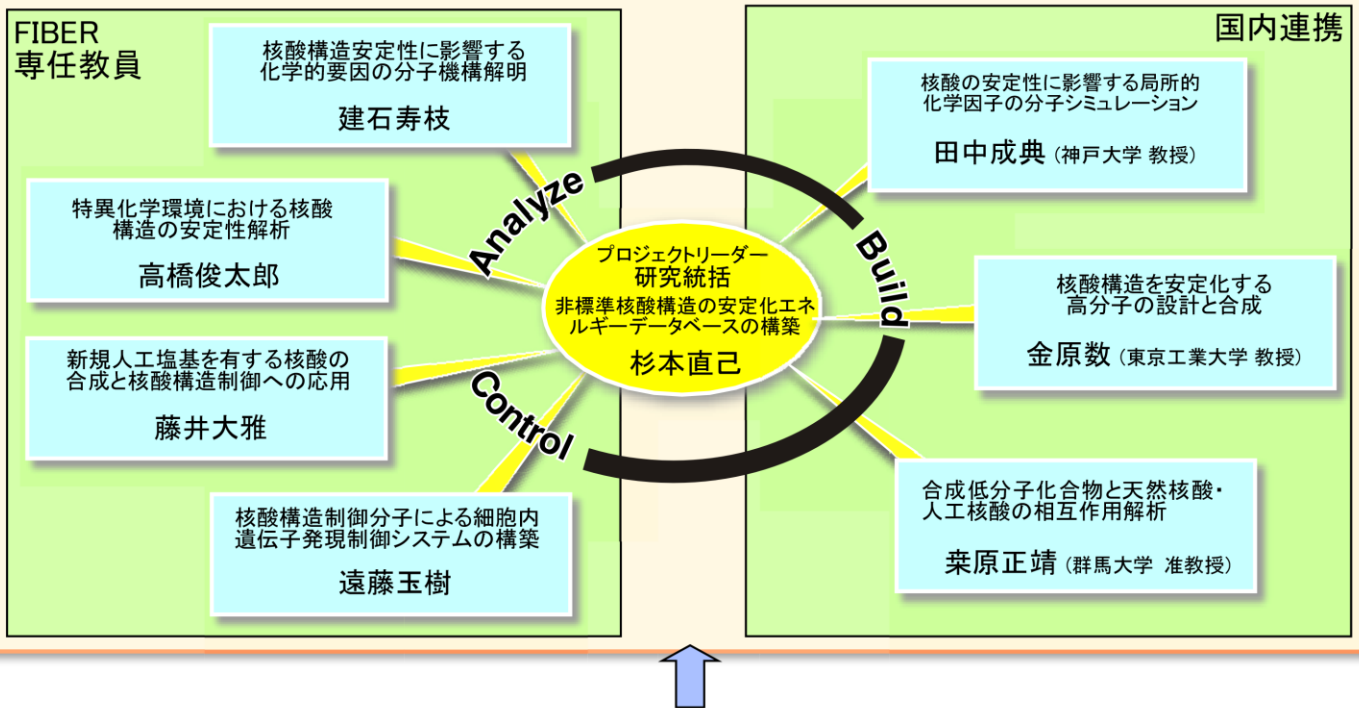 FIBER
専任教員
核酸構造安定性に影響する
化学的要因の分子機構解明
建石寿枝
特異化学環境における核酸
構造の安定性解析
高橋俊太郎
新規人工塩基を有する核酸の
合成と核酸構造制御への応用
藤井大雅
核酸構造制御分子による細胞内
遺伝子発現制御システムの構築
遠藤玉樹
Analyze
Build
Control
プロジェクトリーダー
研究統括
非標準核酸構造の安定化エネ
ルギーデータベースの構築
杉本直己
国内連携
核酸の安定性に影響する局所的
化学因子の分子シミュレーション
田中成典 (神戸大学 教授)
核酸構造を安定化する
高分子の設計と合成
金原数 (東京工業大学 教授)
合成低分子化合物と天然核酸・
人工核酸の相互作用解析
桒原正靖 (群馬大学 准教授)